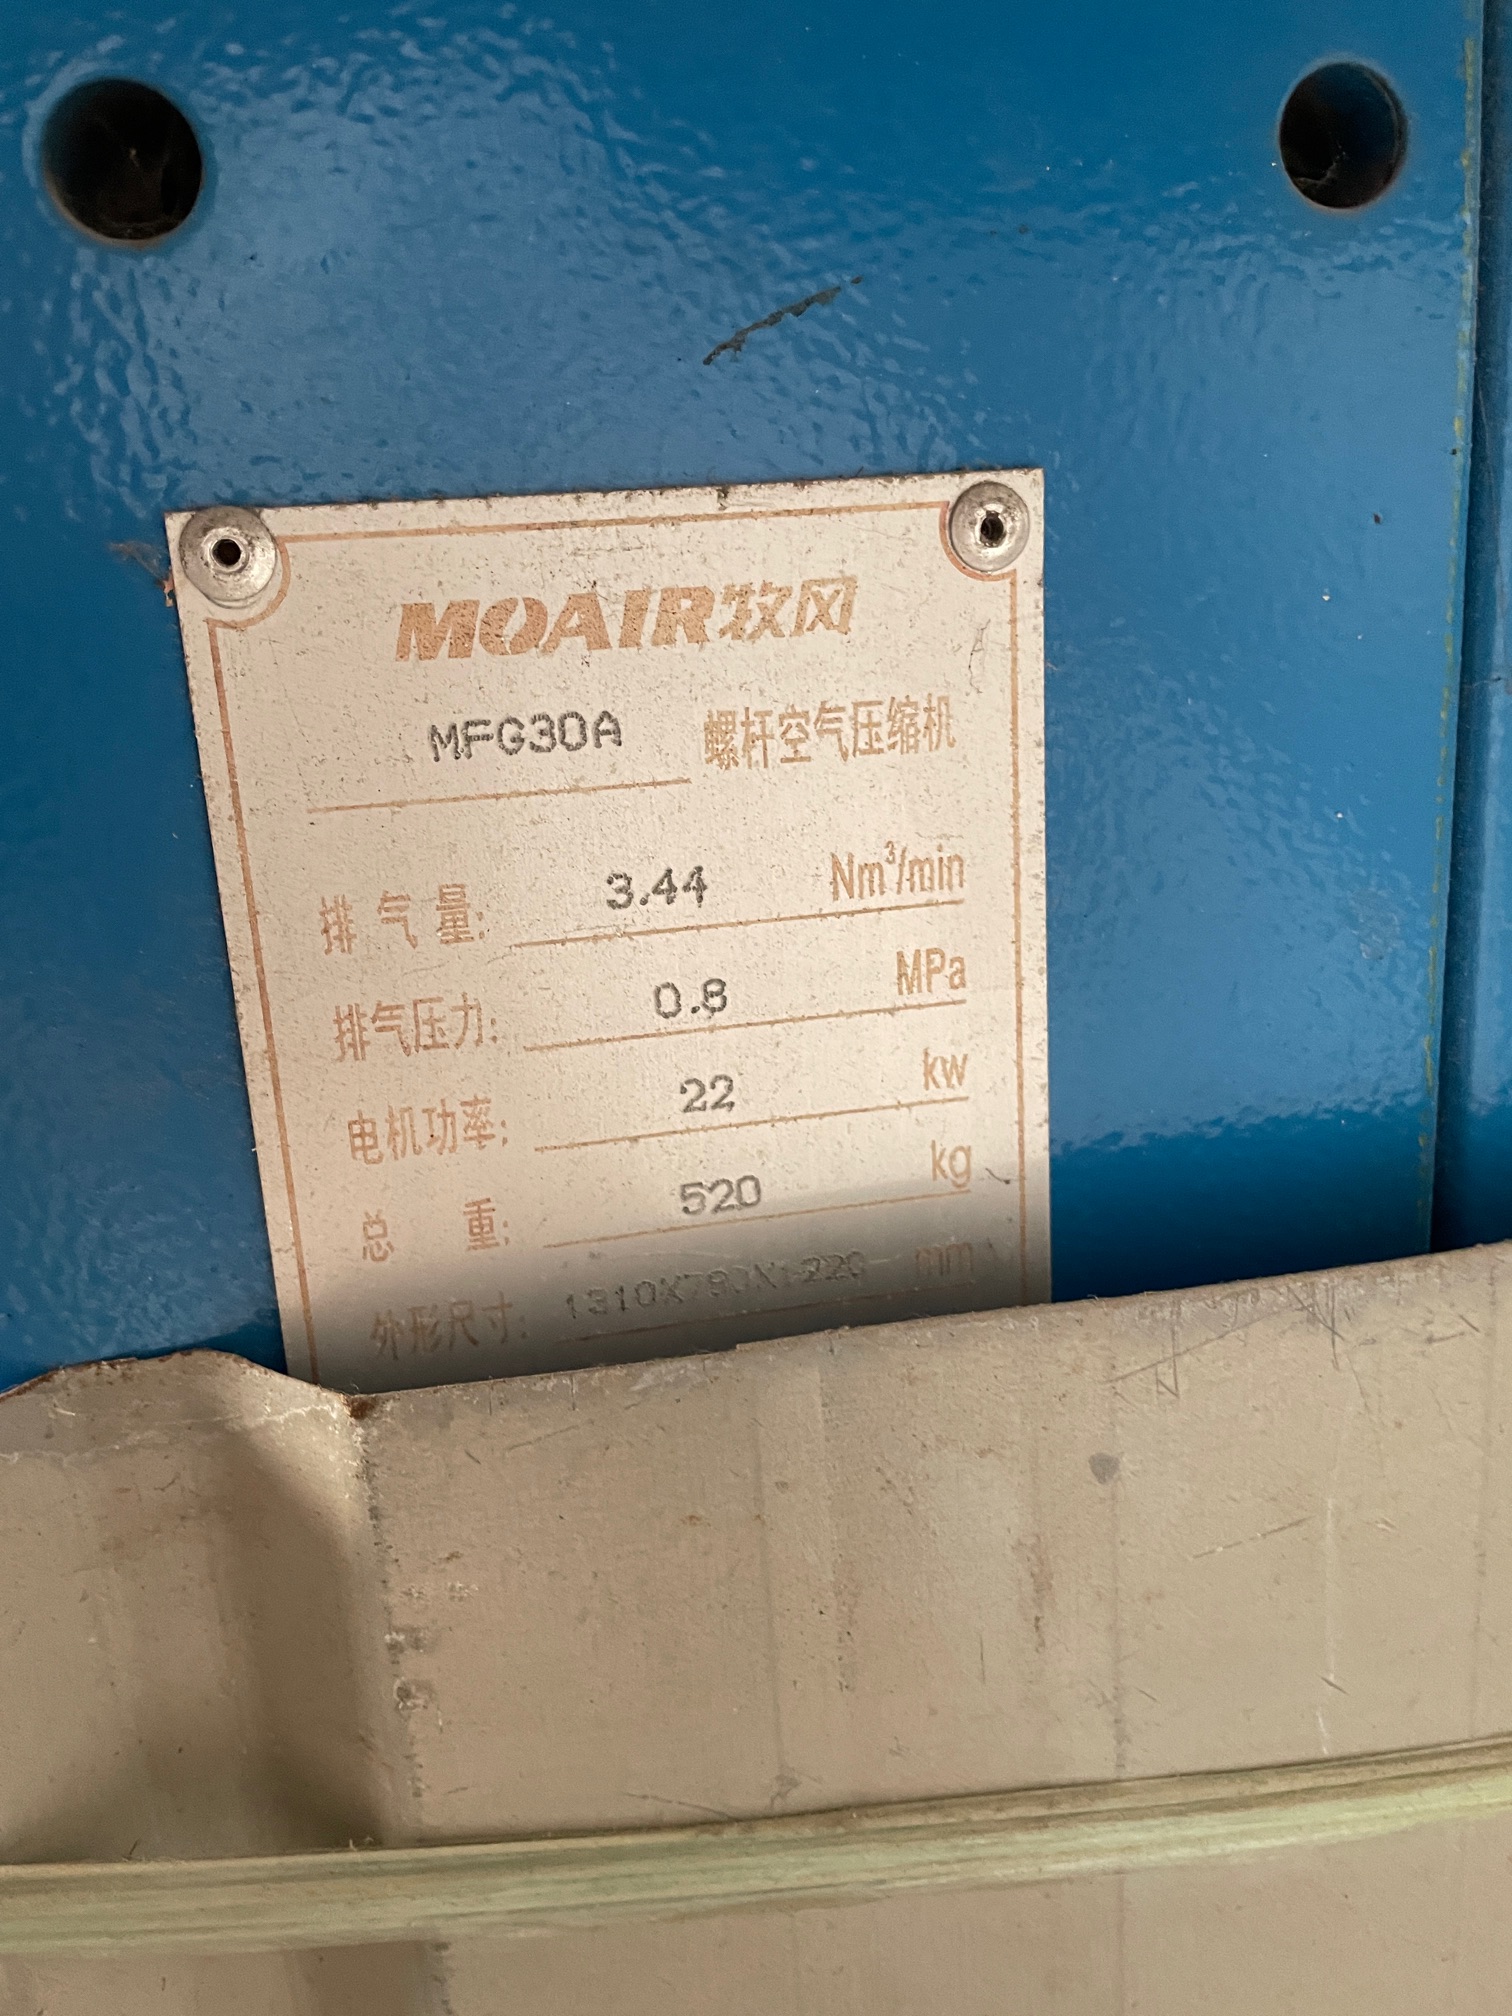 MOAIR牧风
MFG30A 螺杆空气压缩机
排气量: 3.44 Nm³/min
排气压力: 0.8 MPa
电机功率: 22 kw
总重: 520 kg
外形尺寸: mm